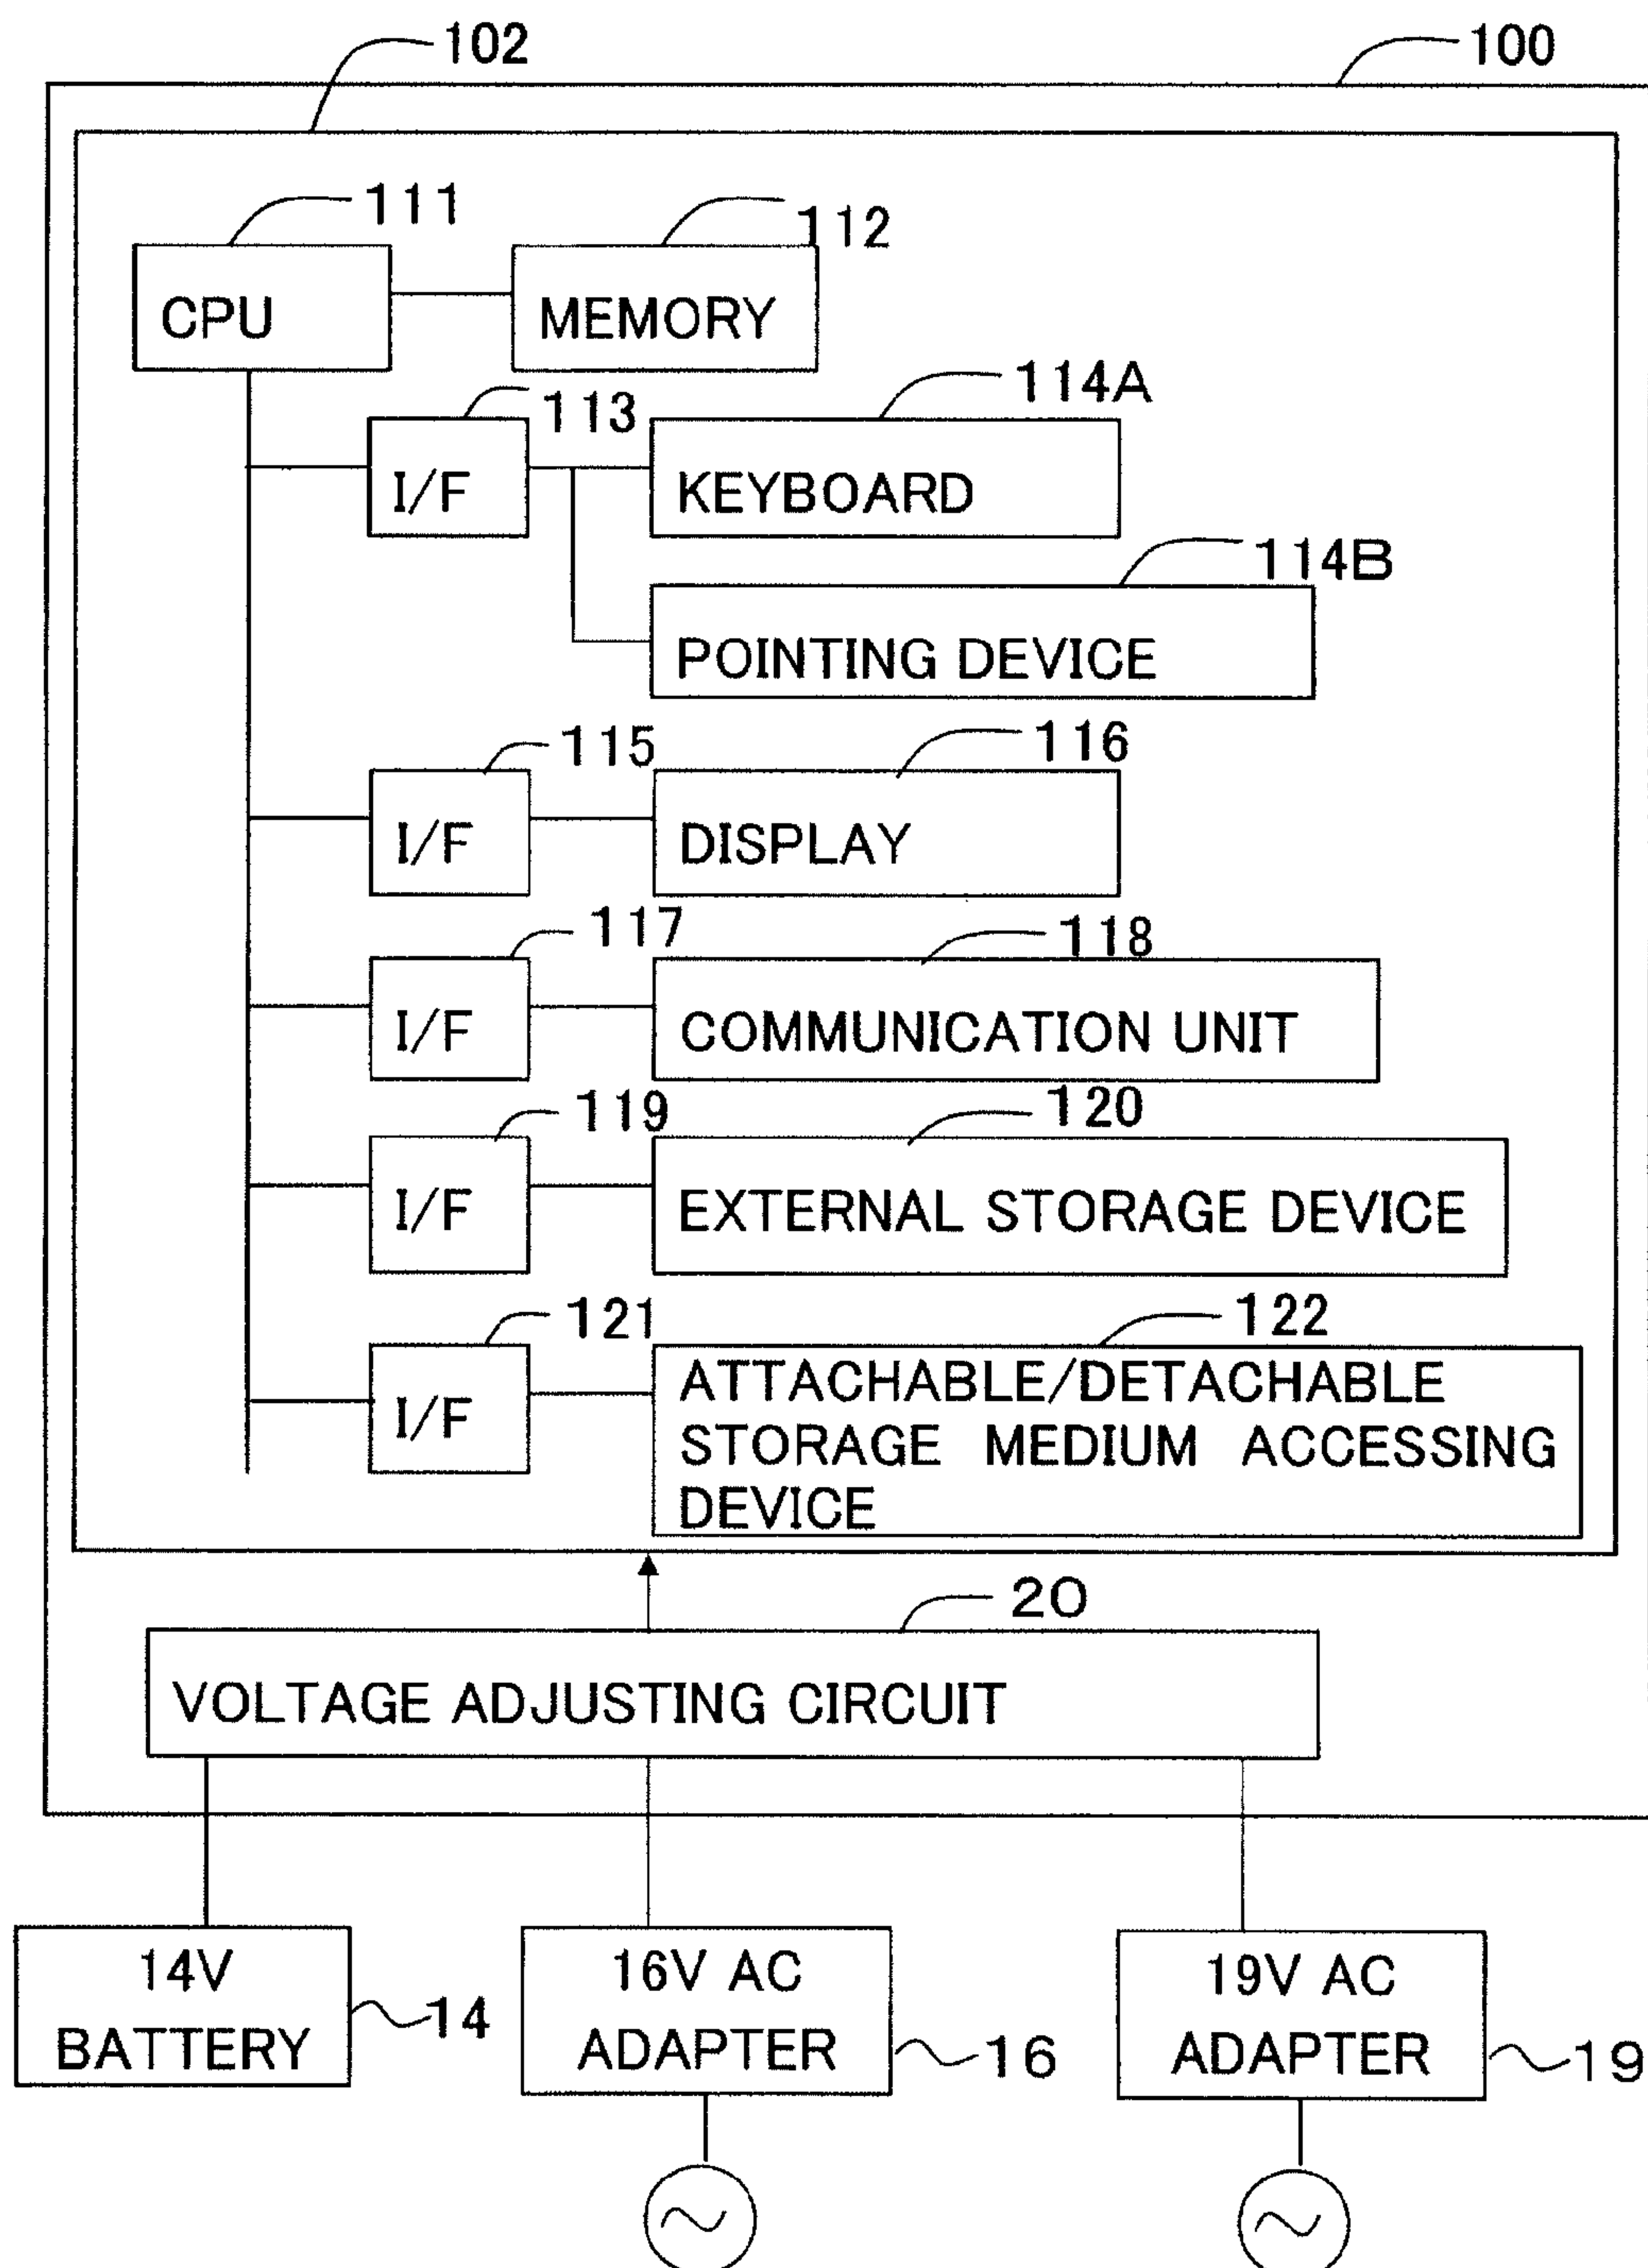 102
100
111
112
CPU
MEMORY
113
114A
I/F
KEYBOARD
114B
POINTING DEVICE
115
116
I/F
DISPLAY
117
118
I/F
COMMUNICATION UNIT
119
120
I/F
EXTERNAL STORAGE DEVICE
121
122
I/F
ATTACHABLE/DETACHABLE
STORAGE MEDIUM ACCESSING
DEVICE
20
VOLTAGE ADJUSTING CIRCUIT
14V
BATTERY
14
16V AC
ADAPTER
16
19V AC
ADAPTER
19